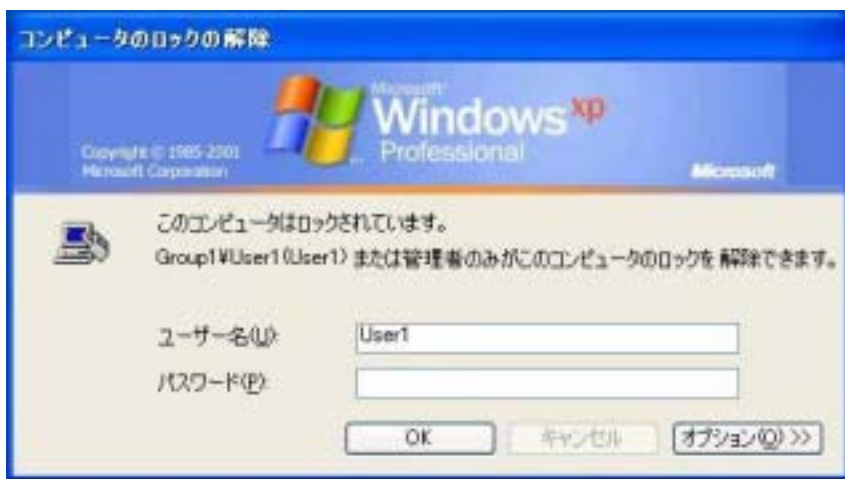 コンピュータのロックの解除
Microsoft
Windows xp
Professional
Copyright © 1985-2001
Microsoft Corporation
Microsoft
このコンピュータはロックされています。
Group1¥User1(User1) または管理者のみがこのコンピュータのロックを 解除できます。
ユーザー名(U):
User1
パスワード(P):
OK
キャンセル
オプション(O) >>